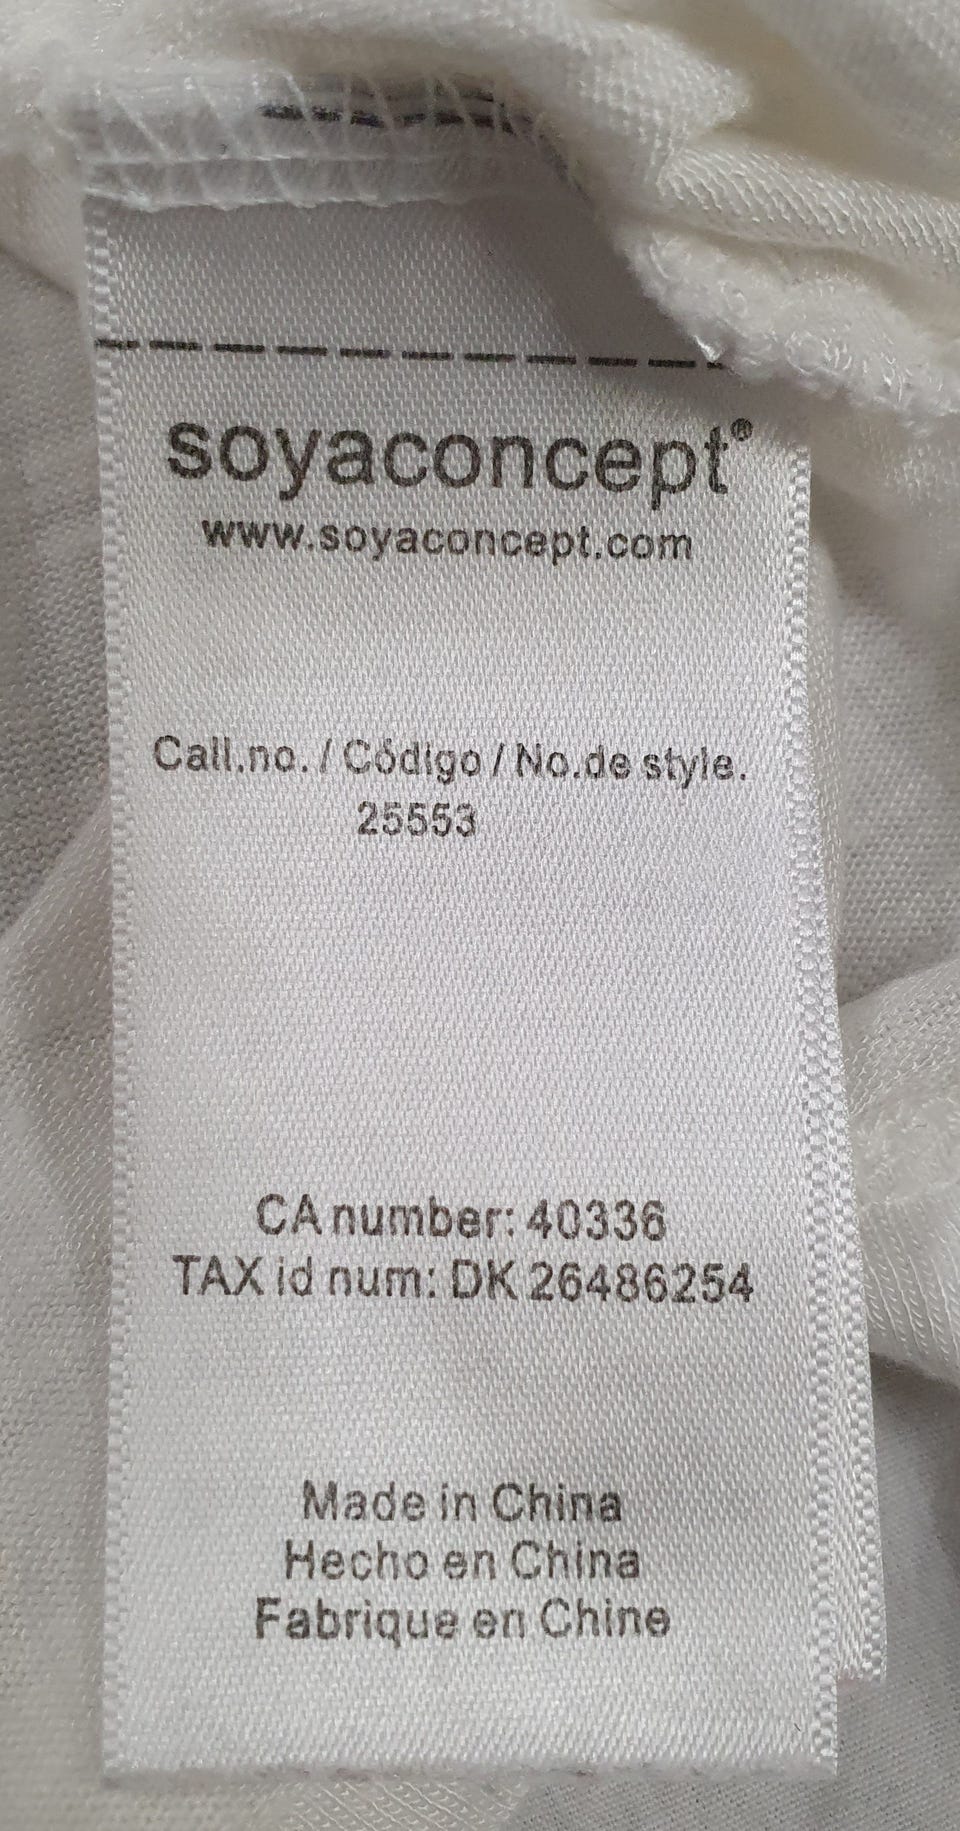 soyaconcept®
www.soyaconcept.com
Call.no. / Código / No.de style.
25553
CA number: 40336
TAX id num: DK 26486254
Made in China
Hecho en China
Fabrique en Chine